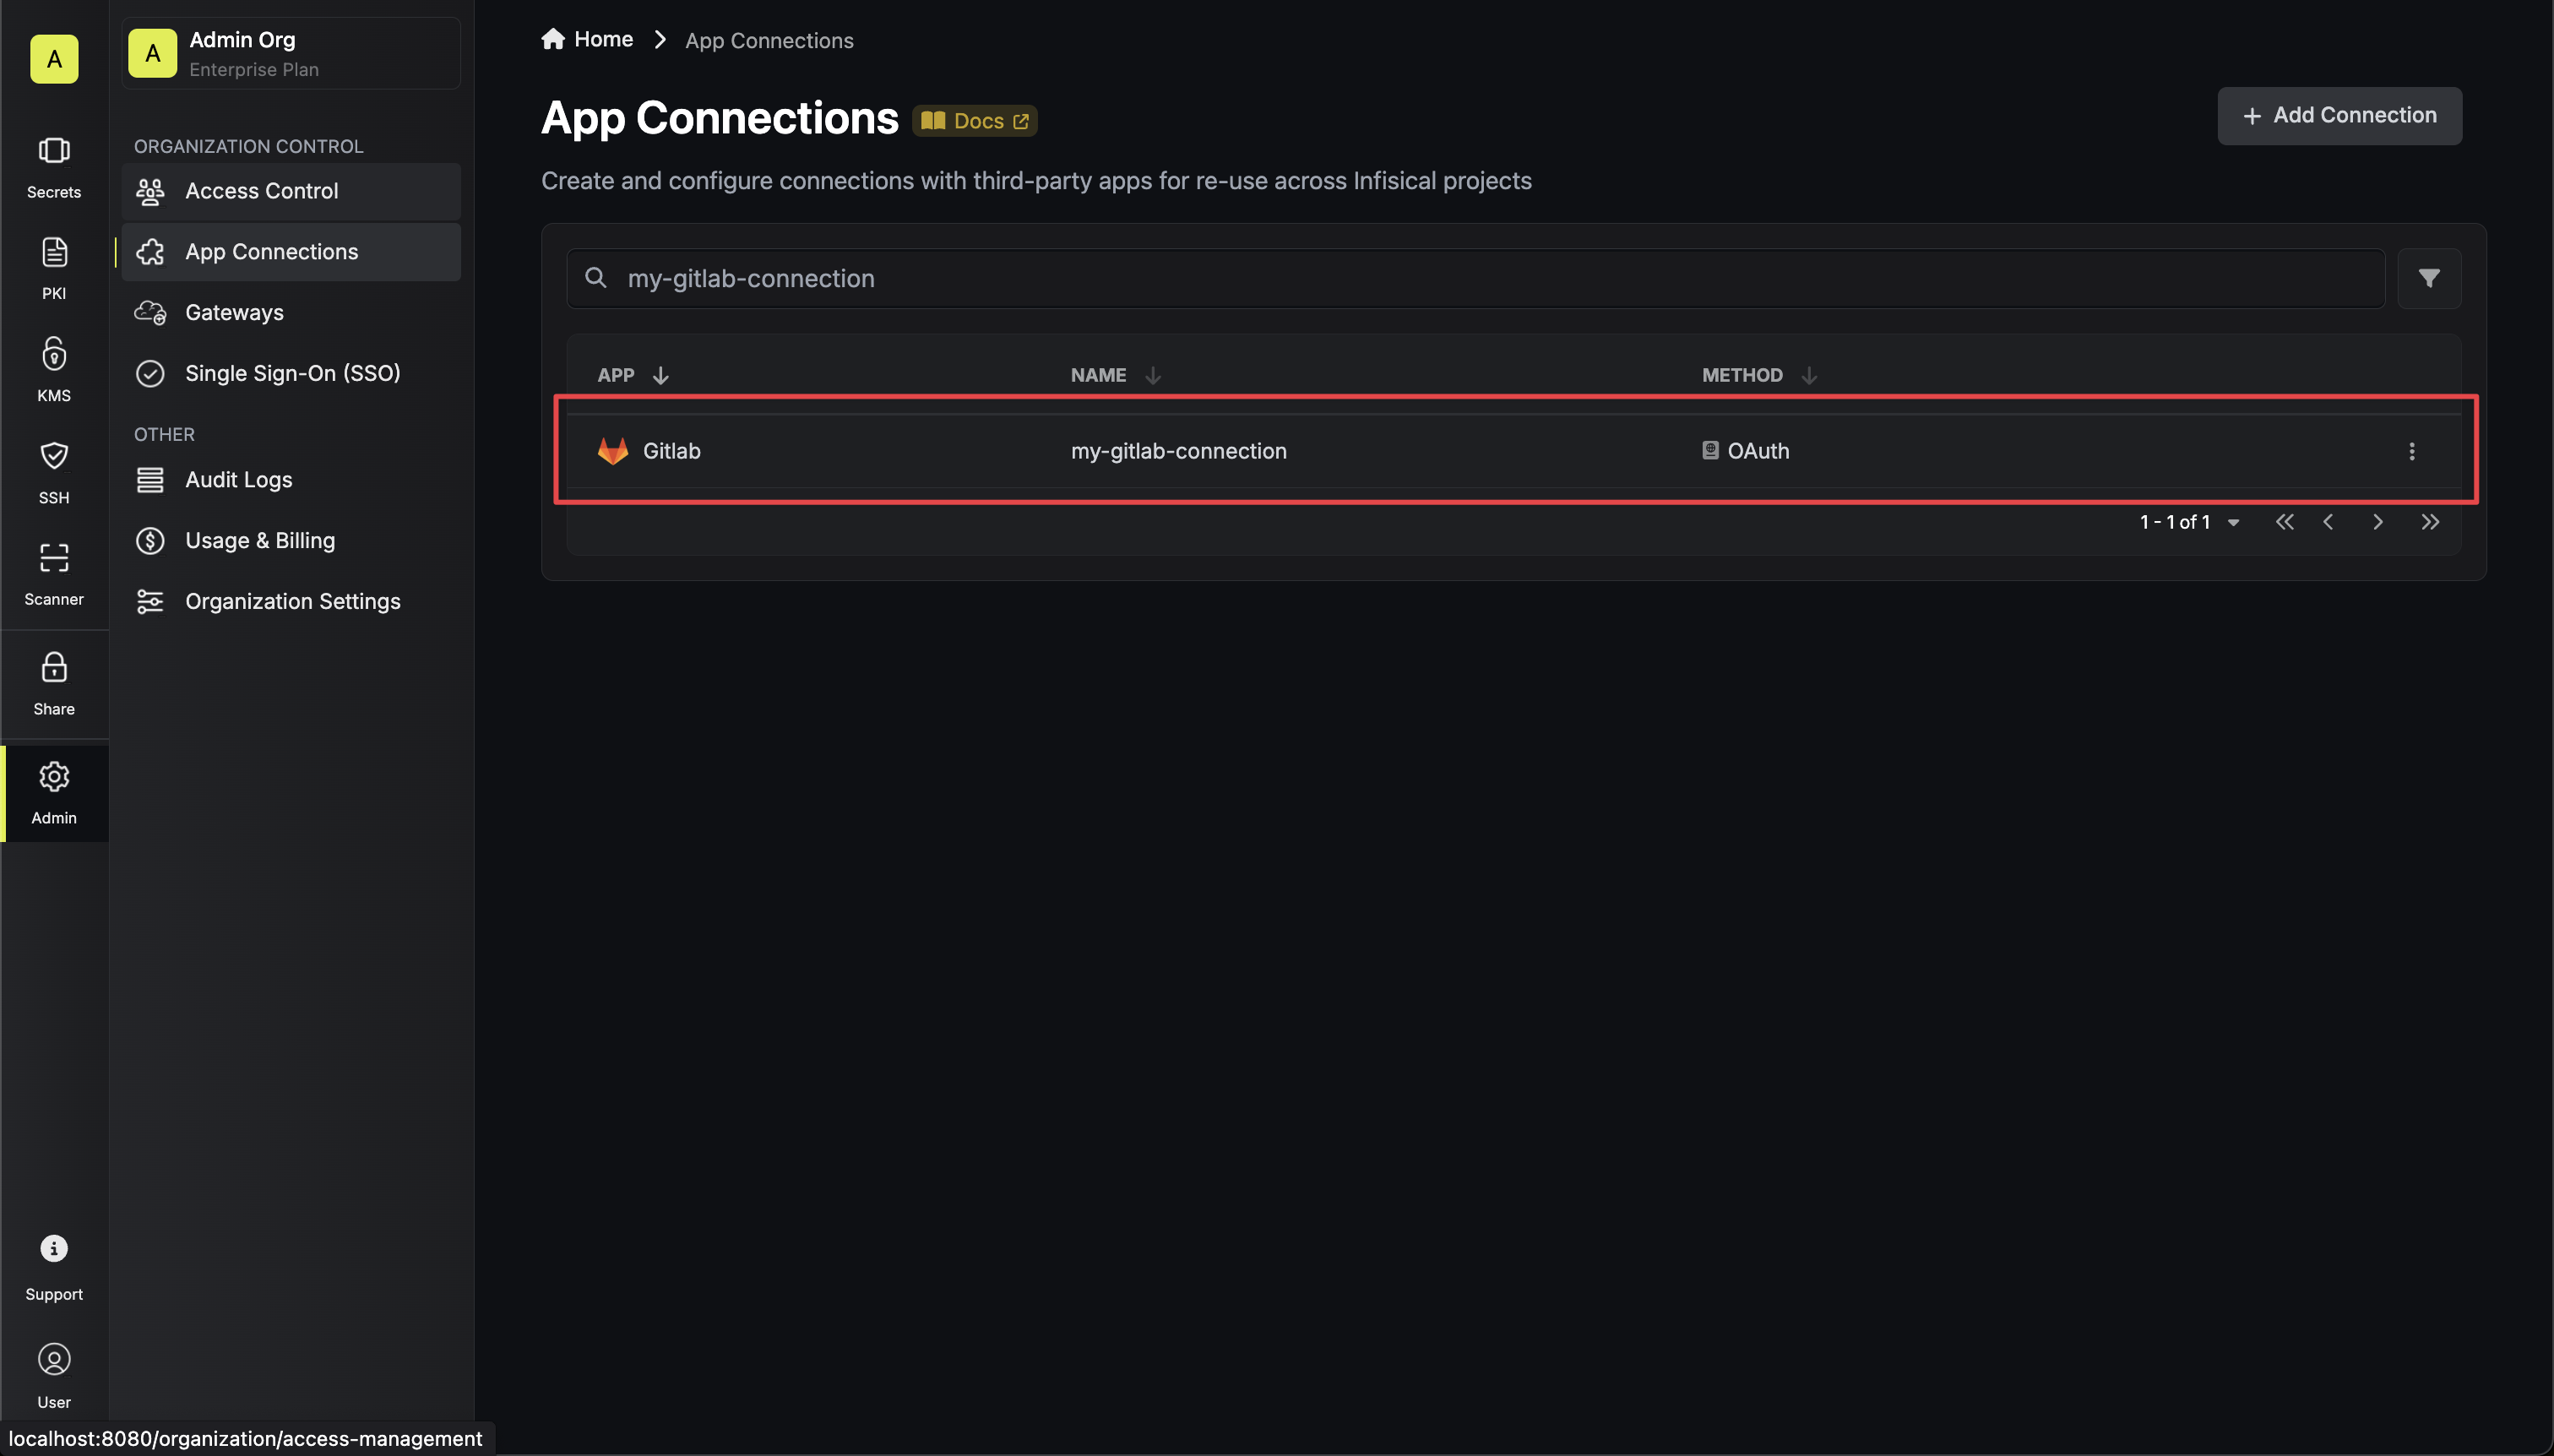 A
Secrets
PKI
KMS
SSH
Scanner
Share
Admin
Support
User
A
Admin Org
Enterprise Plan
ORGANIZATION CONTROL
Access Control
App Connections
Gateways
Single Sign-On (SSO)
OTHER
Audit Logs
Usage & Billing
Organization Settings
Home
App Connections
App Connections
Docs
Add Connection
Create and configure connections with third-party apps for re-use across Infisical projects
my-gitlab-connection
APP NAME METHOD
Gitlab my-gitlab-connection OAuth
1 - 1 of 1
localhost:8080/organization/access-management